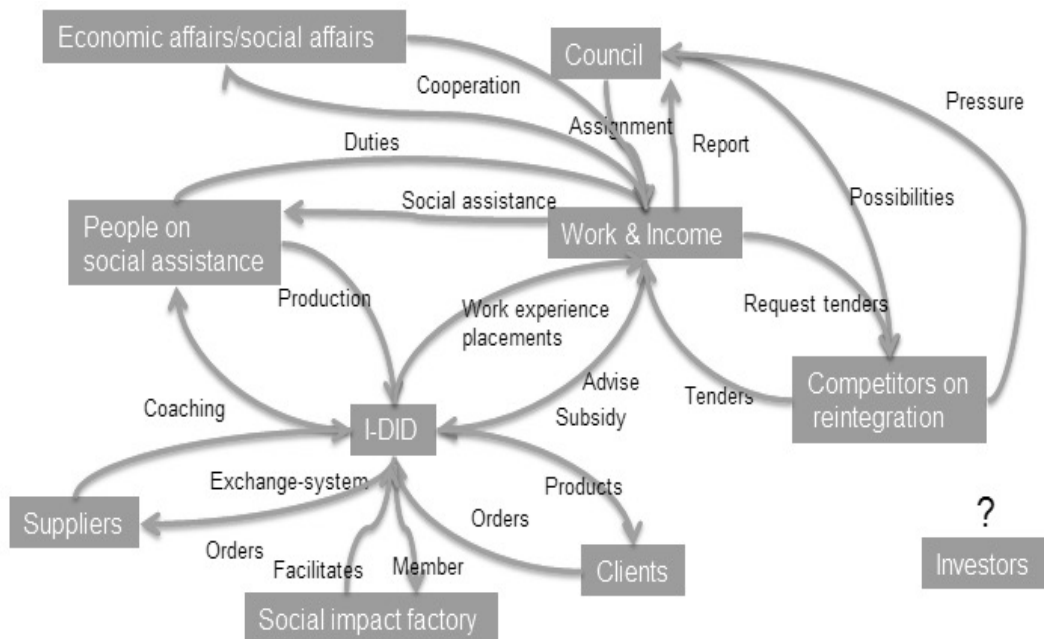 Economic affairs/social affairs
Council
Cooperation
Pressure
Assignment
Report
Duties
Social assistance
Possibilities
People on
social assistance
Work & Income
Production
Work experience
placements
Request tenders
Advise
Subsidy
Tenders
Competitors on
reintegration
Coaching
I-DID
Exchange-system
Products
Suppliers
Orders
Orders
?
Facilitates
Member
Clients
Investors
Social impact factory